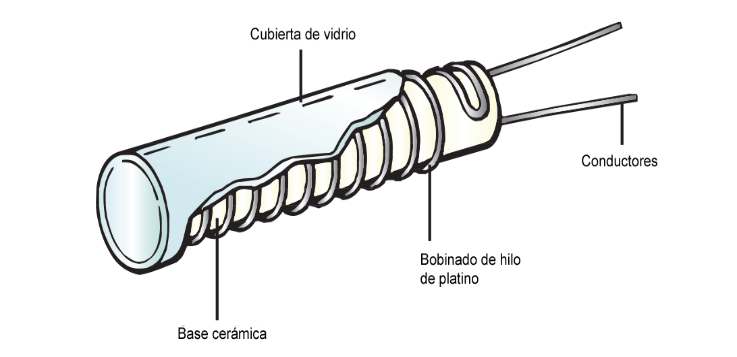 Cubierta de vidrio
Conductores
Bobinado de hilo
de platino
Base cerámica